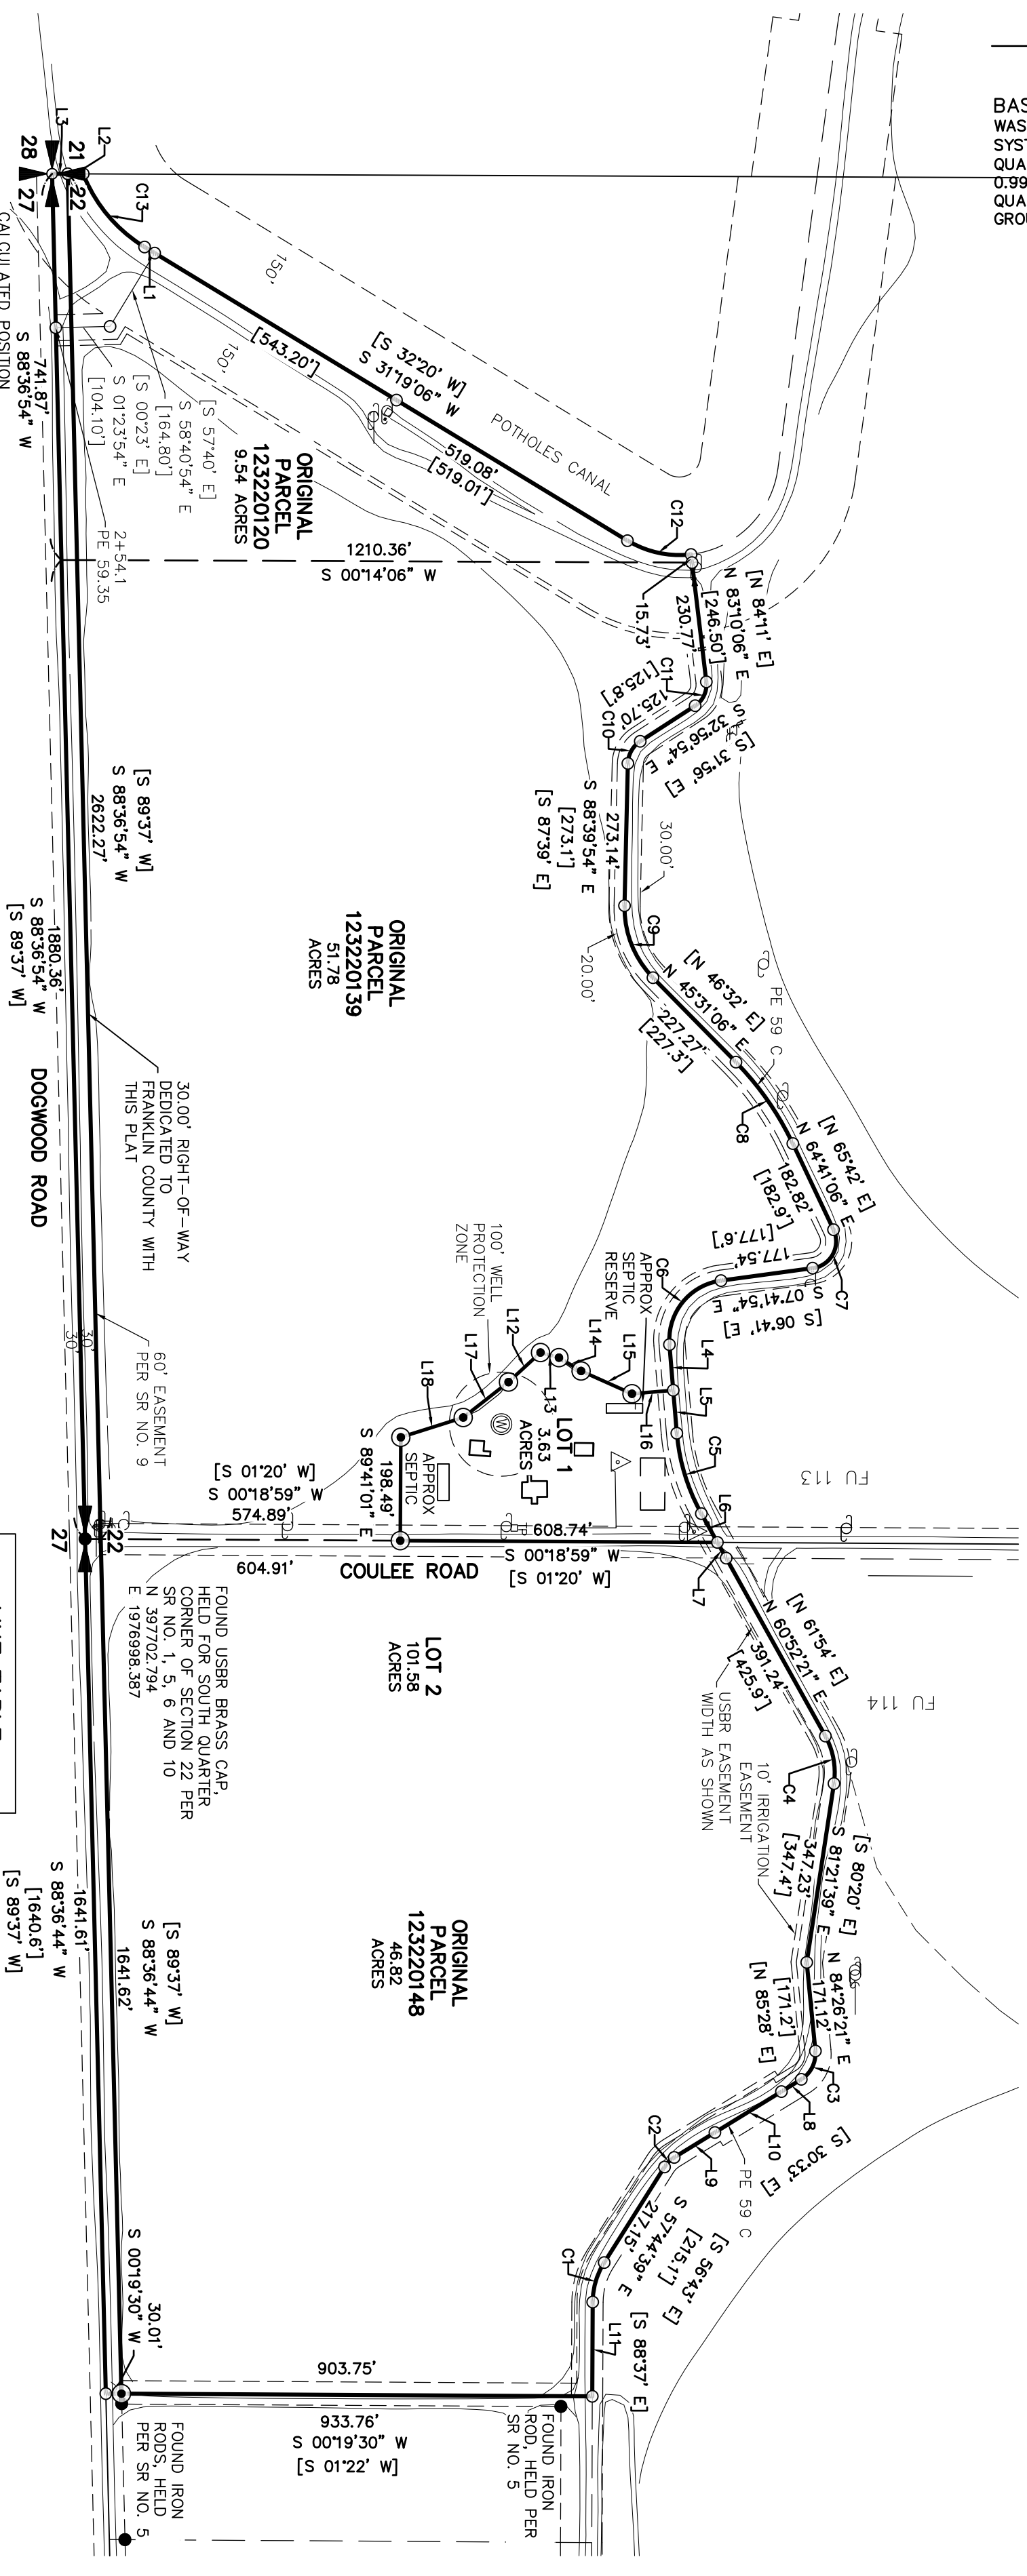 BAS
WAS
SYST
QUA
0.99
QUA
GROU
L3
L2
21
22
28
27
C13
L1
CALCULATED POSITION
741.87'
S 88°36'54" W
150'
150'
[543.20']
[S 32°20' W]
S 31°19'06" W
POTHOLES CANAL
519.08'
[519.01']
[S 57°40' E]
S 58°40'54" E
[164.80']
[S 00°23' E]
S 01°23'54" E
[104.10']
ORIGINAL
PARCEL
123220120
9.54 ACRES
2+54.1
PE 59.35
1210.36'
S 00°14'06" W
C12
15.73'
[N 84°11' E]
N 83°10'06" E
[246.50']
230.77'
C11
[125.8']
125.70'
S 32°56'54" E
[S 31°56' E]
C10
S 88°39'54" E
273.14'
[273.1']
[S 87°39' E]
30.00'
20.00'
C9
[N 46°32' E]
N 45°31'06" E
227.27'
[227.3']
PE 59 C
C8
[N 65°42' E]
N 64°41'06" E
182.82'
[182.9']
C7
[177.6']
177.54'
S 07°41'54" E
[S 06°41' E]
C6
[S 89°37' W]
S 88°36'54" W
2622.27'
1880.36'
S 88°36'54" W
[S 89°37' W]
ORIGINAL
PARCEL
123220139
51.78
ACRES
DOGWOOD ROAD
30.00' RIGHT-OF-WAY
DEDICATED TO
FRANKLIN COUNTY WITH
THIS PLAT
30'
30'
60' EASEMENT
PER SR NO. 9
100' WELL
PROTECTION
ZONE
APPROX
SEPTIC
RESERVE
L4
L5
L12
L13
L14
L15
L16
L17
L18
C5
L6
L7
LOT 1
3.63
ACRES
W
APPROX
SEPTIC
198.49'
S 89°41'01" E
FU 113
[S 01°20' W]
S 00°18'59" W
574.89'
604.91'
608.74'
S 00°18'59" W
[S 01°20' W]
COULEE ROAD
22
27
FOUND USBR BRASS CAP,
HELD FOR SOUTH QUARTER
CORNER OF SECTION 22 PER
SR NO. 1, 5, 6 AND 10
N 397702.794
E 1976998.387
LOT 2
101.58
ACRES
[N 61°54' E]
N 60°52'21" E
391.24'
[425.9']
USBR EASEMENT
WIDTH AS SHOWN
10' IRRIGATION
EASEMENT
FU 114
C4
[S 80°20' E]
S 81°21'39" E
347.23'
[347.4']
N 84°26'21" E
171.12'
[171.2']
[N 85°28' E]
C3
L8
L10
[S 30°33' E]
L9
PE 59 C
C2
[S 56°43' E]
[215.1']
S 57°44'39" E
217.15'
C1
L11
[S 88°37' E]
1641.61'
S 88°36'44" W
[1640.6']
[S 89°37' W]
[S 89°37' W]
S 88°36'44" W
1641.62'
ORIGINAL
PARCEL
123220148
46.82
ACRES
30.01'
S 00°19'30" W
903.75'
933.76'
S 00°19'30" W
[S 01°22' W]
FOUND IRON
ROD, HELD PER
SR NO. 5
FOUND IRON
RODS, HELD
PER SR NO. 5